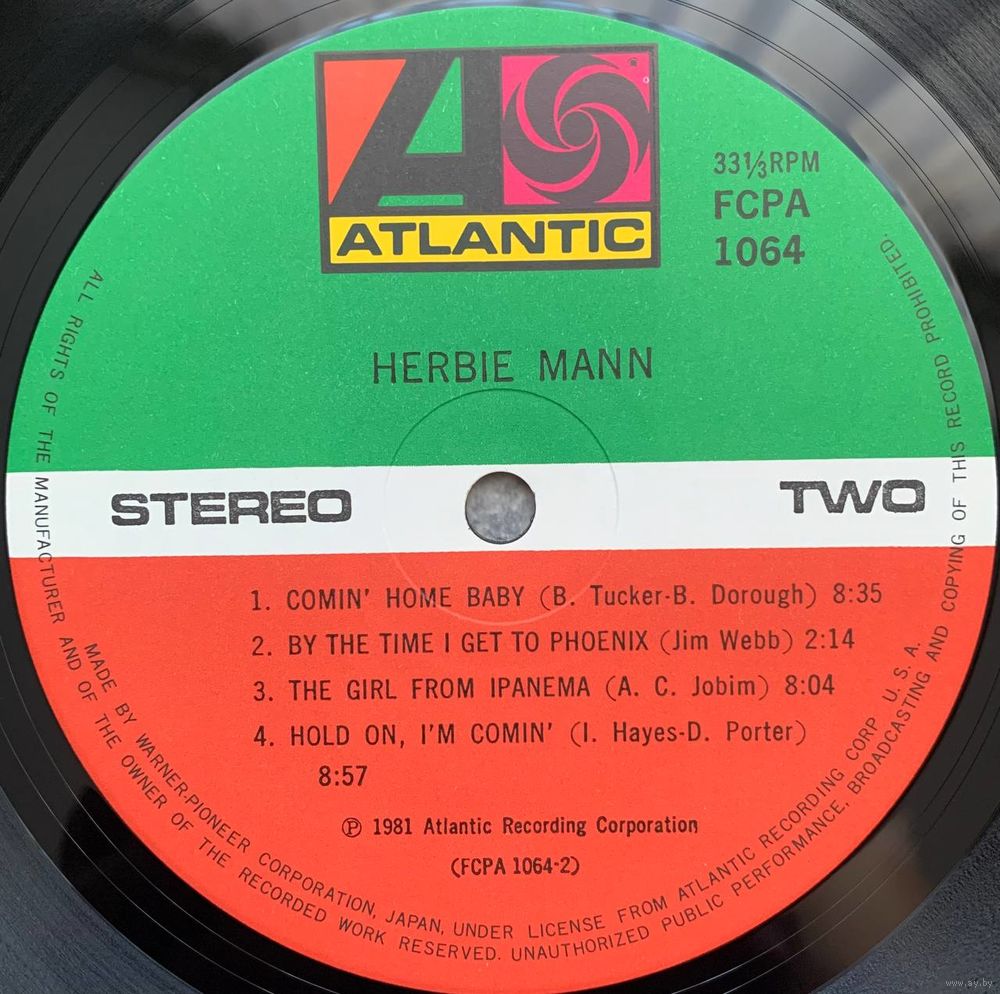 ATLANTIC
33⅓RPM
FCPA
1064
HERBIE MANN
STEREO
TWO
1. COMIN' HOME BABY (B. Tucker-B. Dorough) 8:35
2. BY THE TIME I GET TO PHOENIX (Jim Webb) 2:14
3. THE GIRL FROM IPANEMA (A. C. Jobim) 8:04
4. HOLD ON, I'M COMIN' (I. Hayes-D. Porter)
8:57
℗ 1981 Atlantic Recording Corporation
(FCPA 1064-2)
MADE BY WARNER-PIONEER CORPORATION, JAPAN, UNDER LICENSE FROM ATLANTIC RECORDING CORP U. S. A.
ALL RIGHTS OF THE MANUFACTURER AND OF THE OWNER OF THE RECORDED WORK RESERVED. UNAUTHORIZED PUBLIC PERFORMANCE, BROADCASTING AND COPYING OF THIS RECORD PROHIBITED.
www.ay.by